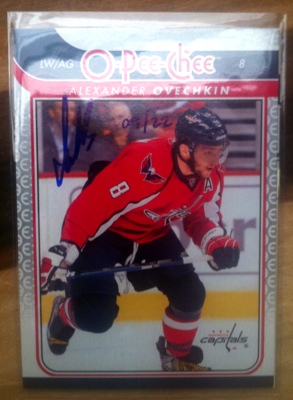 LW/AG O-Pee-Chee 8
ALEXANDER OVECHKIN
8
A
capitals